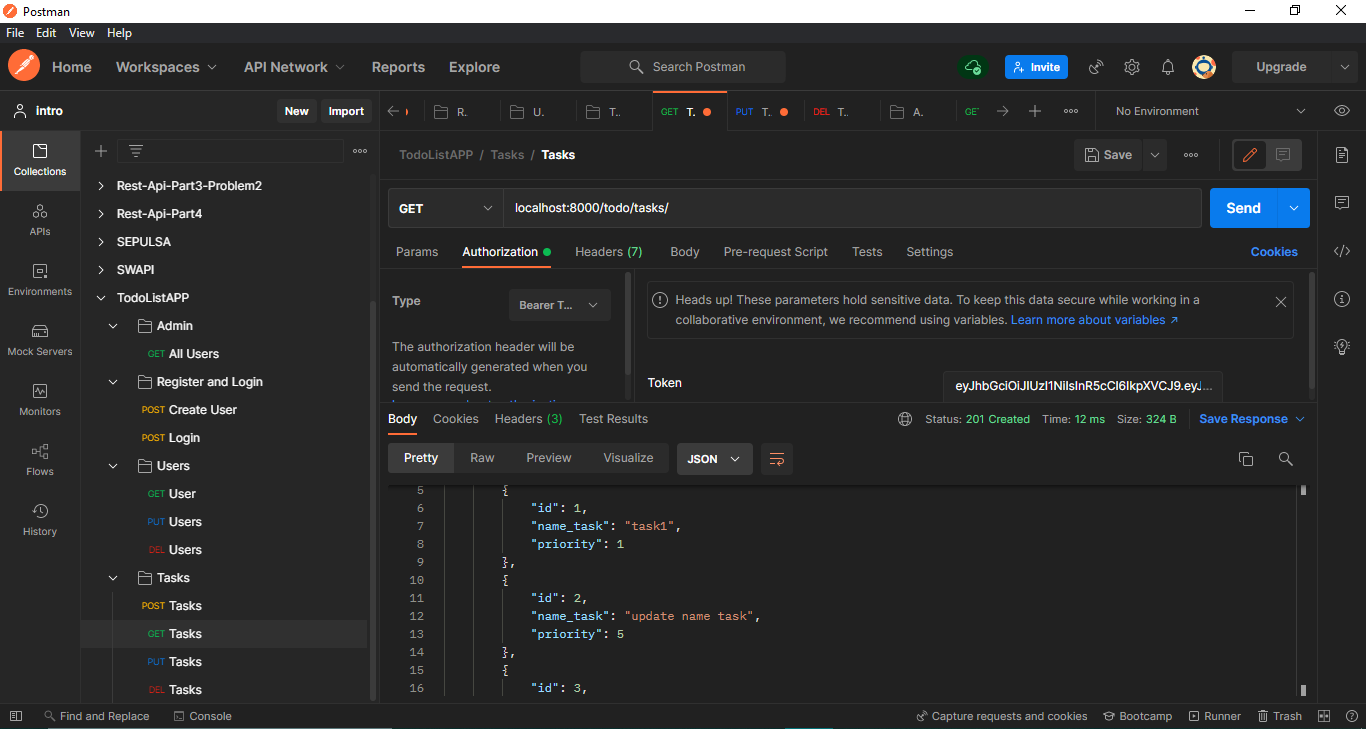 Postman
File Edit View Help
Home Workspaces API Network Reports Explore Search Postman Invite Upgrade
intro New Import
R. U. T.. GET T. PUT T. DEL T.. A. GE No Environment
Collections
APIs
Environments
Mock Servers
Monitors
Flows
History
Rest-Api-Part3-Problem2
Rest-Api-Part4
SEPULSA
SWAPI
TodoListAPP
Admin
GET All Users
Register and Login
POST Create User
POST Login
Users
GET User
PUT Users
DEL Users
Tasks
POST Tasks
GET Tasks
PUT Tasks
DEL Tasks
TodoListAPP / Tasks / Tasks Save
GET localhost:8000/todo/tasks/ Send
Params Authorization Headers (7) Body Pre-request Script Tests Settings Cookies
Type Bearer T...
The authorization header will be
automatically generated when you
send the request.
Heads up! These parameters hold sensitive data. To keep this data secure while working in a
collaborative environment, we recommend using variables. Learn more about variables ↗
Token eyJhbGciOiJIUzI1NiIsInR5cCI6IkpXVCJ9.eyJ...
Body Cookies Headers (3) Test Results Status: 201 Created Time: 12 ms Size: 324 B Save Response
Pretty Raw Preview Visualize JSON
5 {
6 "id": 1,
7 "name_task": "task1",
8 "priority": 1
9 },
10 {
11 "id": 2,
12 "name_task": "update name task",
13 "priority": 5
14 },
15 {
16 "id": 3,
Find and Replace Console Capture requests and cookies Bootcamp Runner Trash